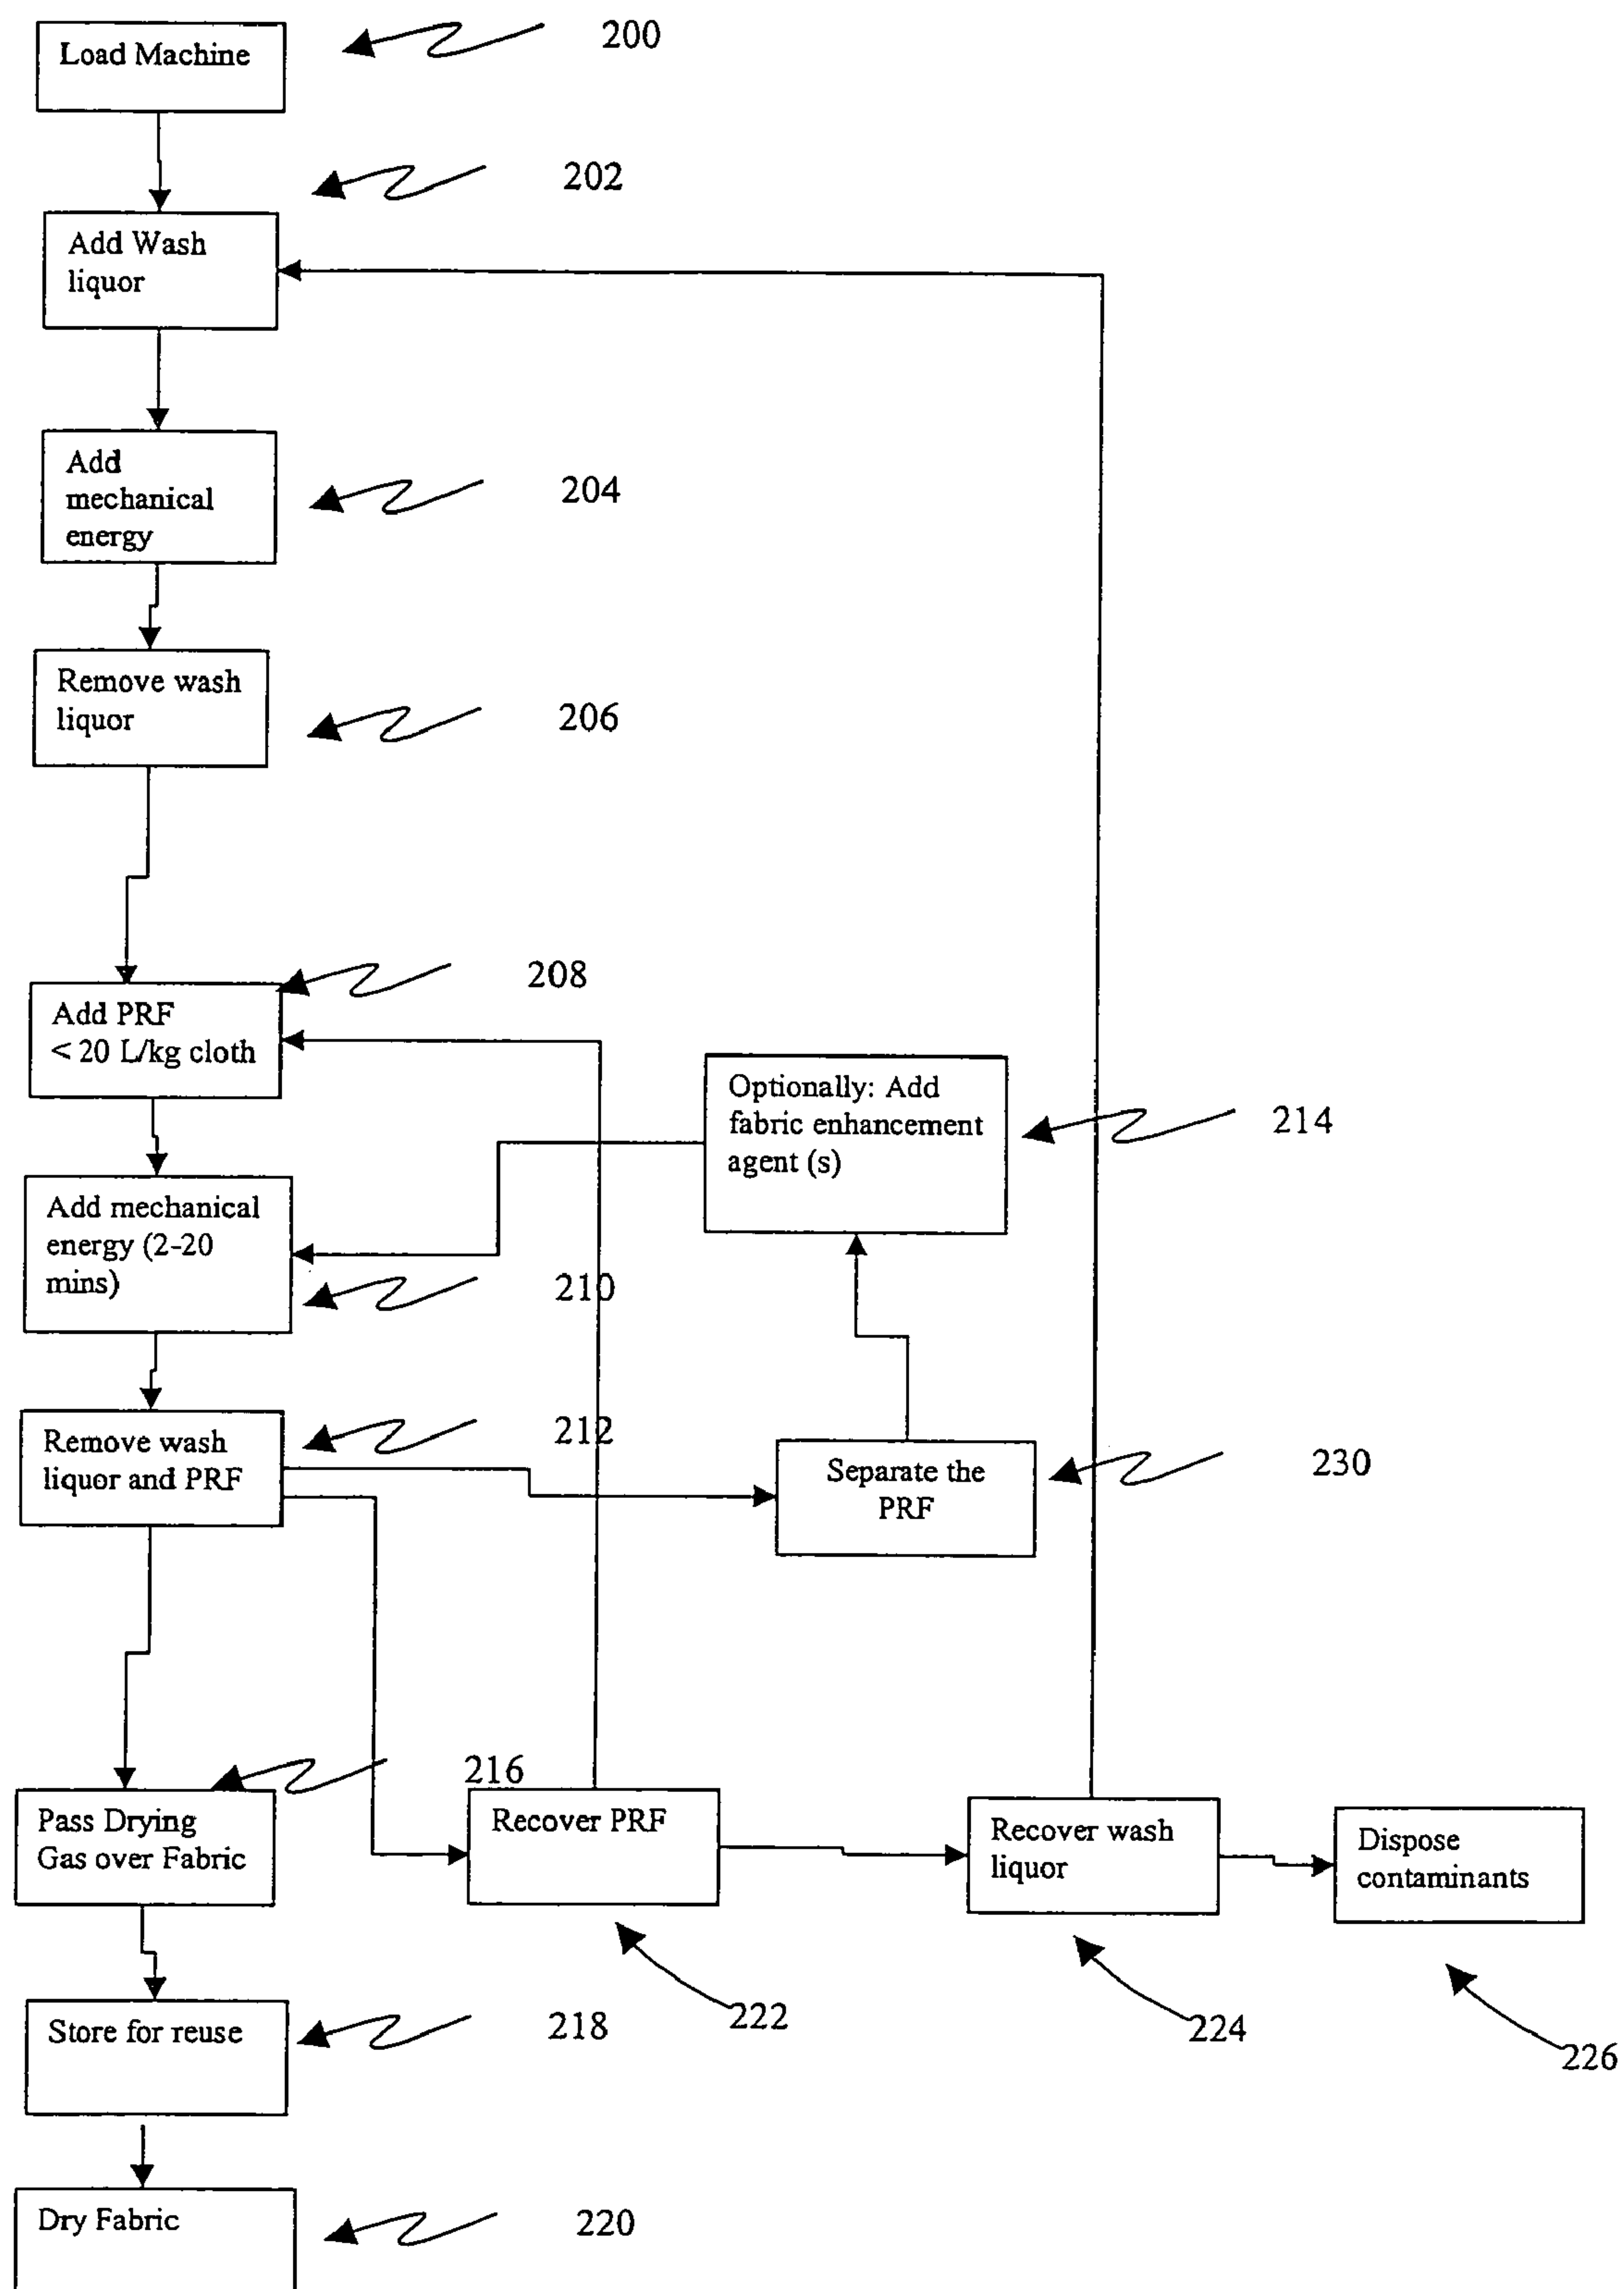 Load Machine
200
202
Add Wash
liquor
Add
mechanical
energy
204
Remove wash
liquor
206
208
Add PRF
< 20 L/kg cloth
Optionally: Add
fabric enhancement
agent (s)
214
Add mechanical
energy (2-20
mins)
210
Remove wash
liquor and PRF
212
Separate the
PRF
230
216
Pass Drying
Gas over Fabric
Recover PRF
Recover wash
liquor
Dispose
contaminants
222
224
226
Store for reuse
218
Dry Fabric
220